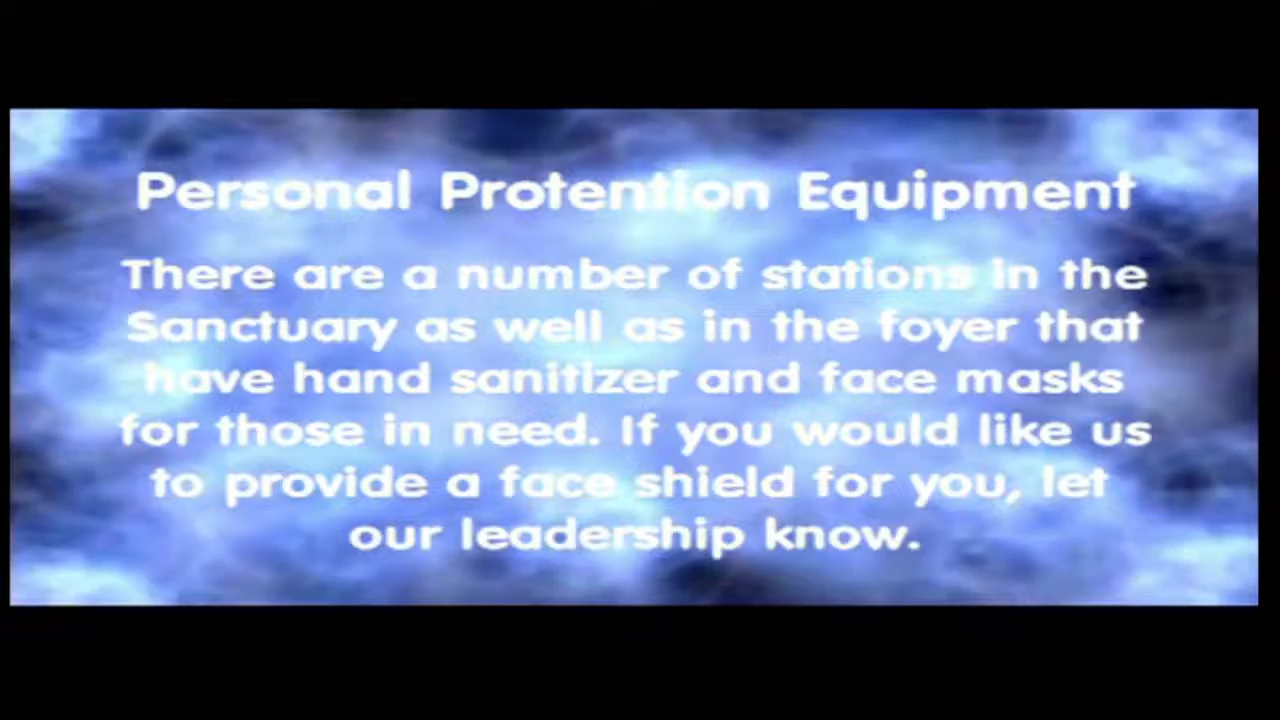 Personal Protention Equipment
There are a number of stations in the
Sanctuary as well as in the foyer that
have hand sanitizer and face masks
for those in need. If you would like us
to provide a face shield for you, let
our leadership know.